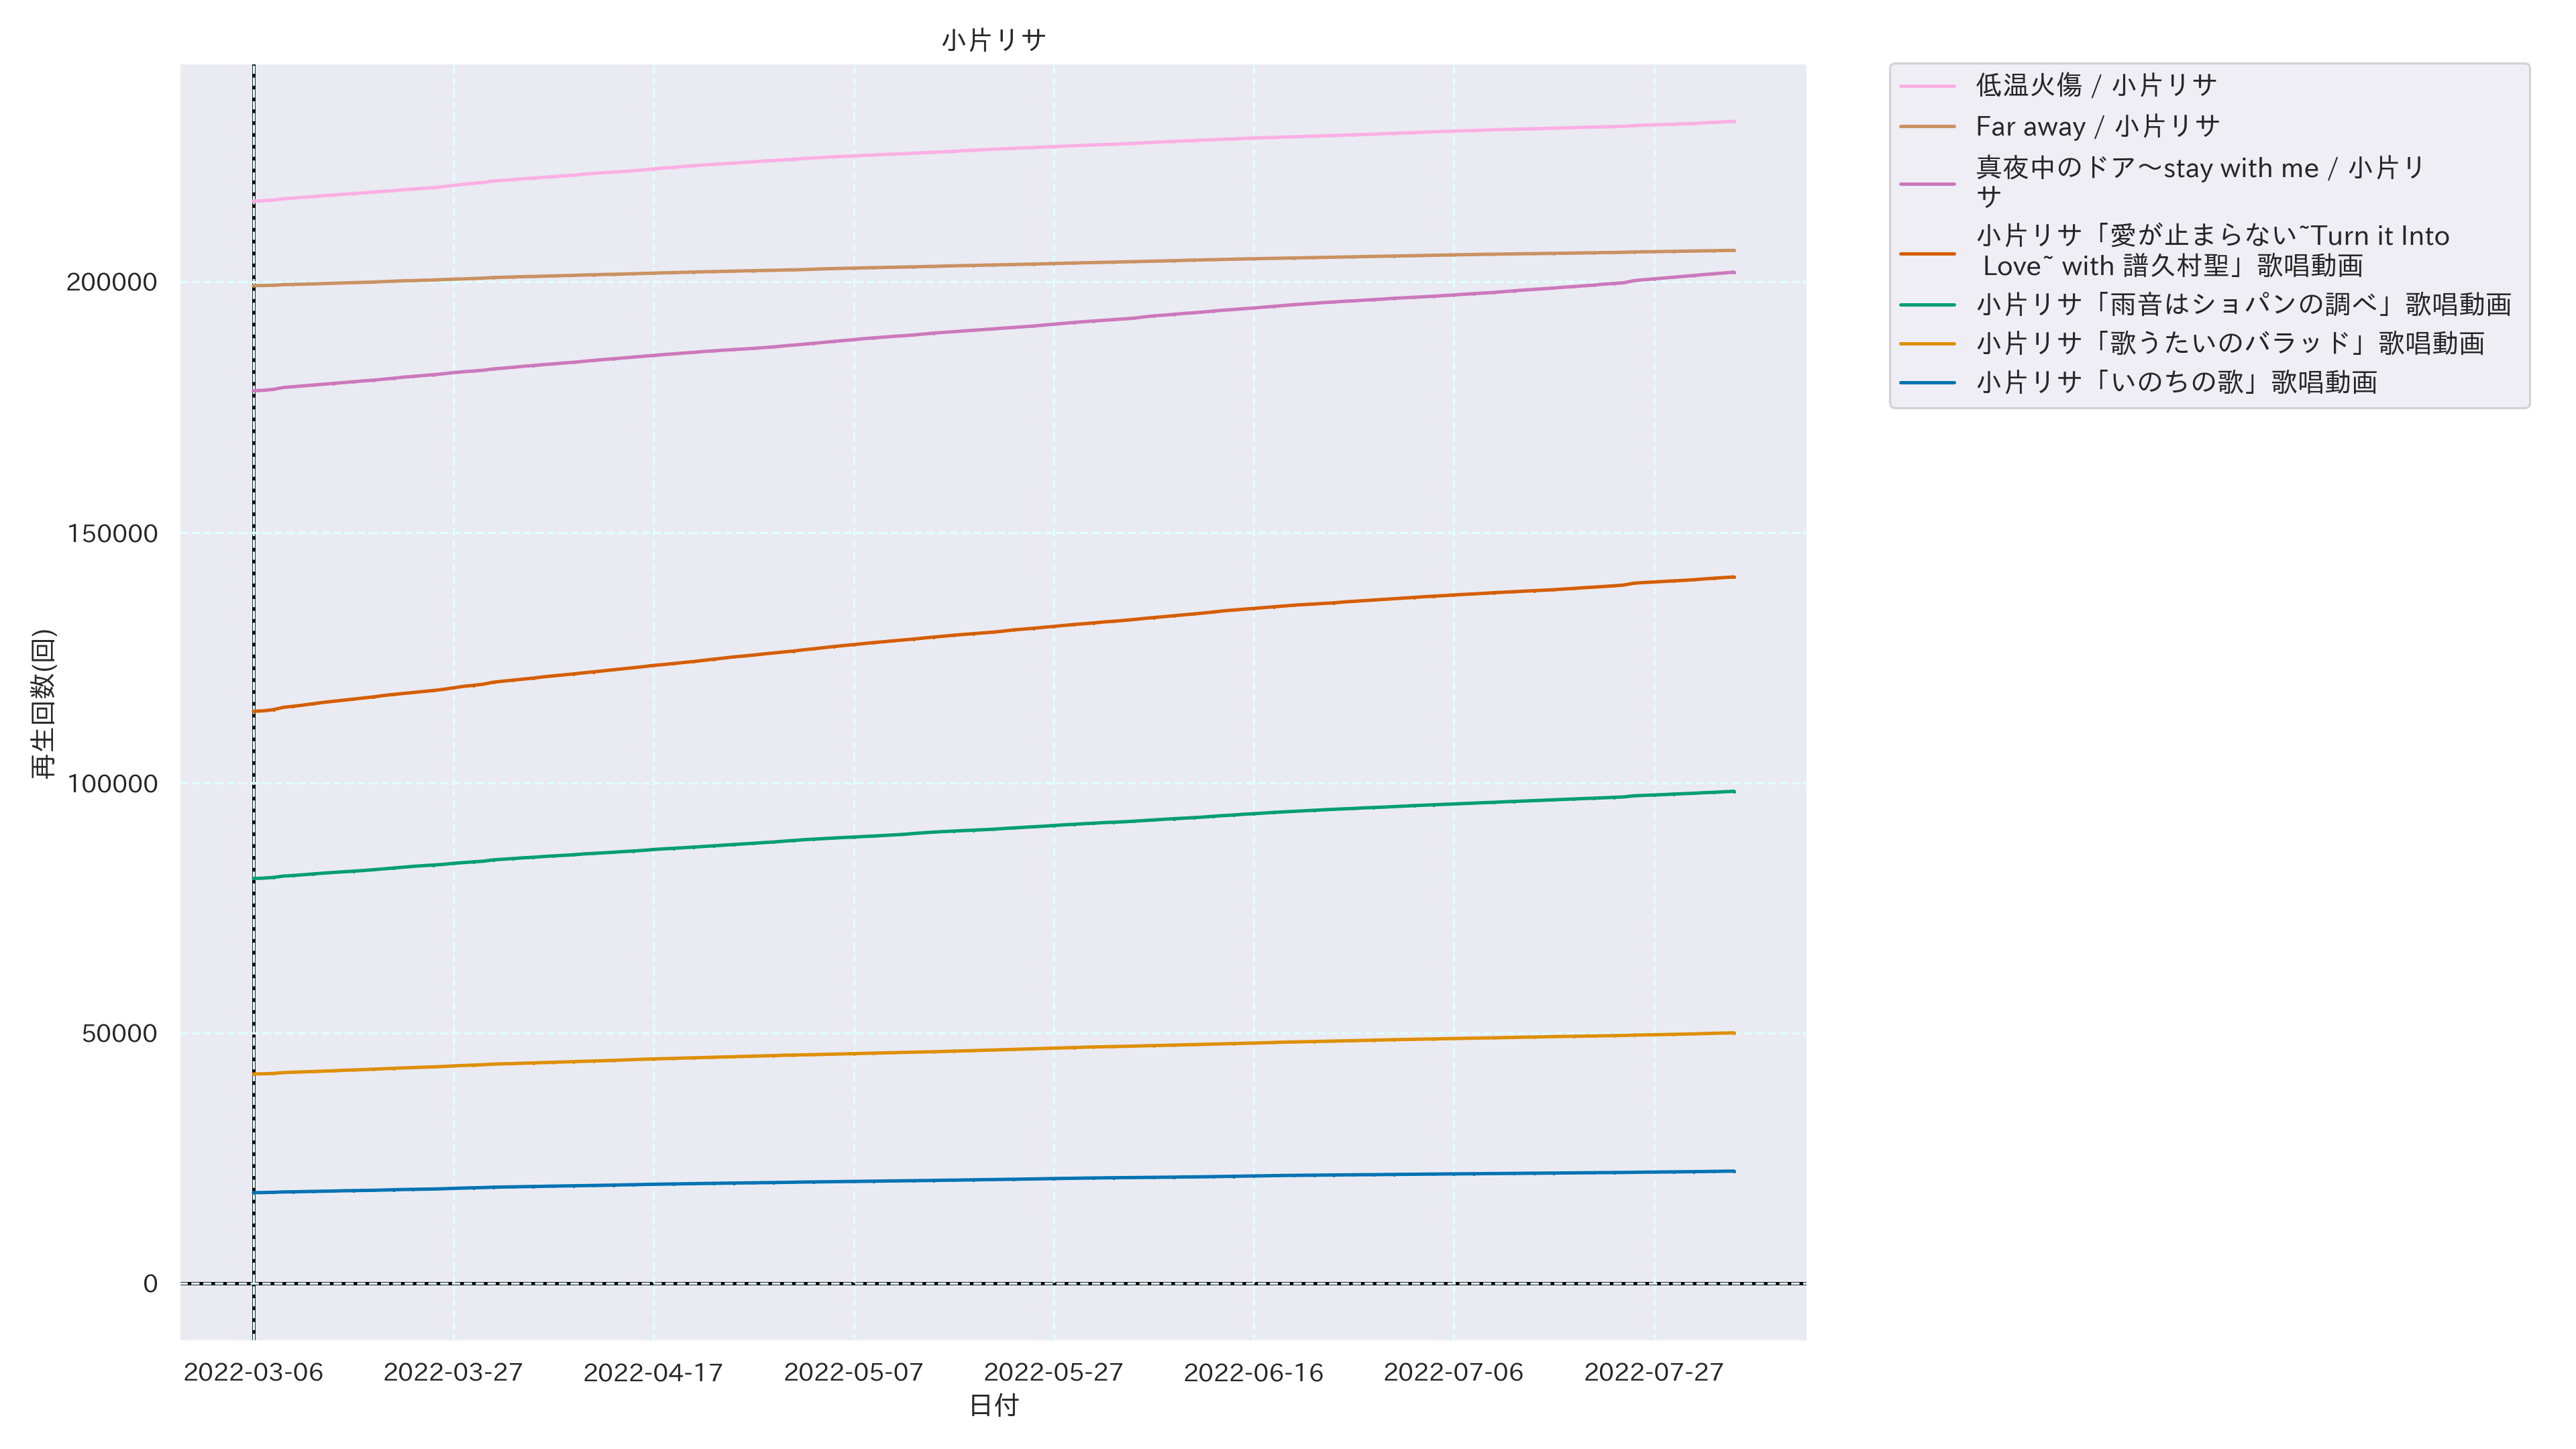 小片リサ
再生回数(回)
200000
150000
100000
50000
0
2022-03-06
2022-03-27
2022-04-17
2022-05-07
2022-05-27
2022-06-16
2022-07-06
2022-07-27
日付
低温火傷 / 小片リサ
Far away / 小片リサ
真夜中のドア〜stay with me / 小片リ
サ
小片リサ「愛が止まらない~Turn it Into
Love~ with 譜久村聖」歌唱動画
小片リサ「雨音はショパンの調べ」歌唱動画
小片リサ「歌うたいのバラッド」歌唱動画
小片リサ「いのちの歌」歌唱動画